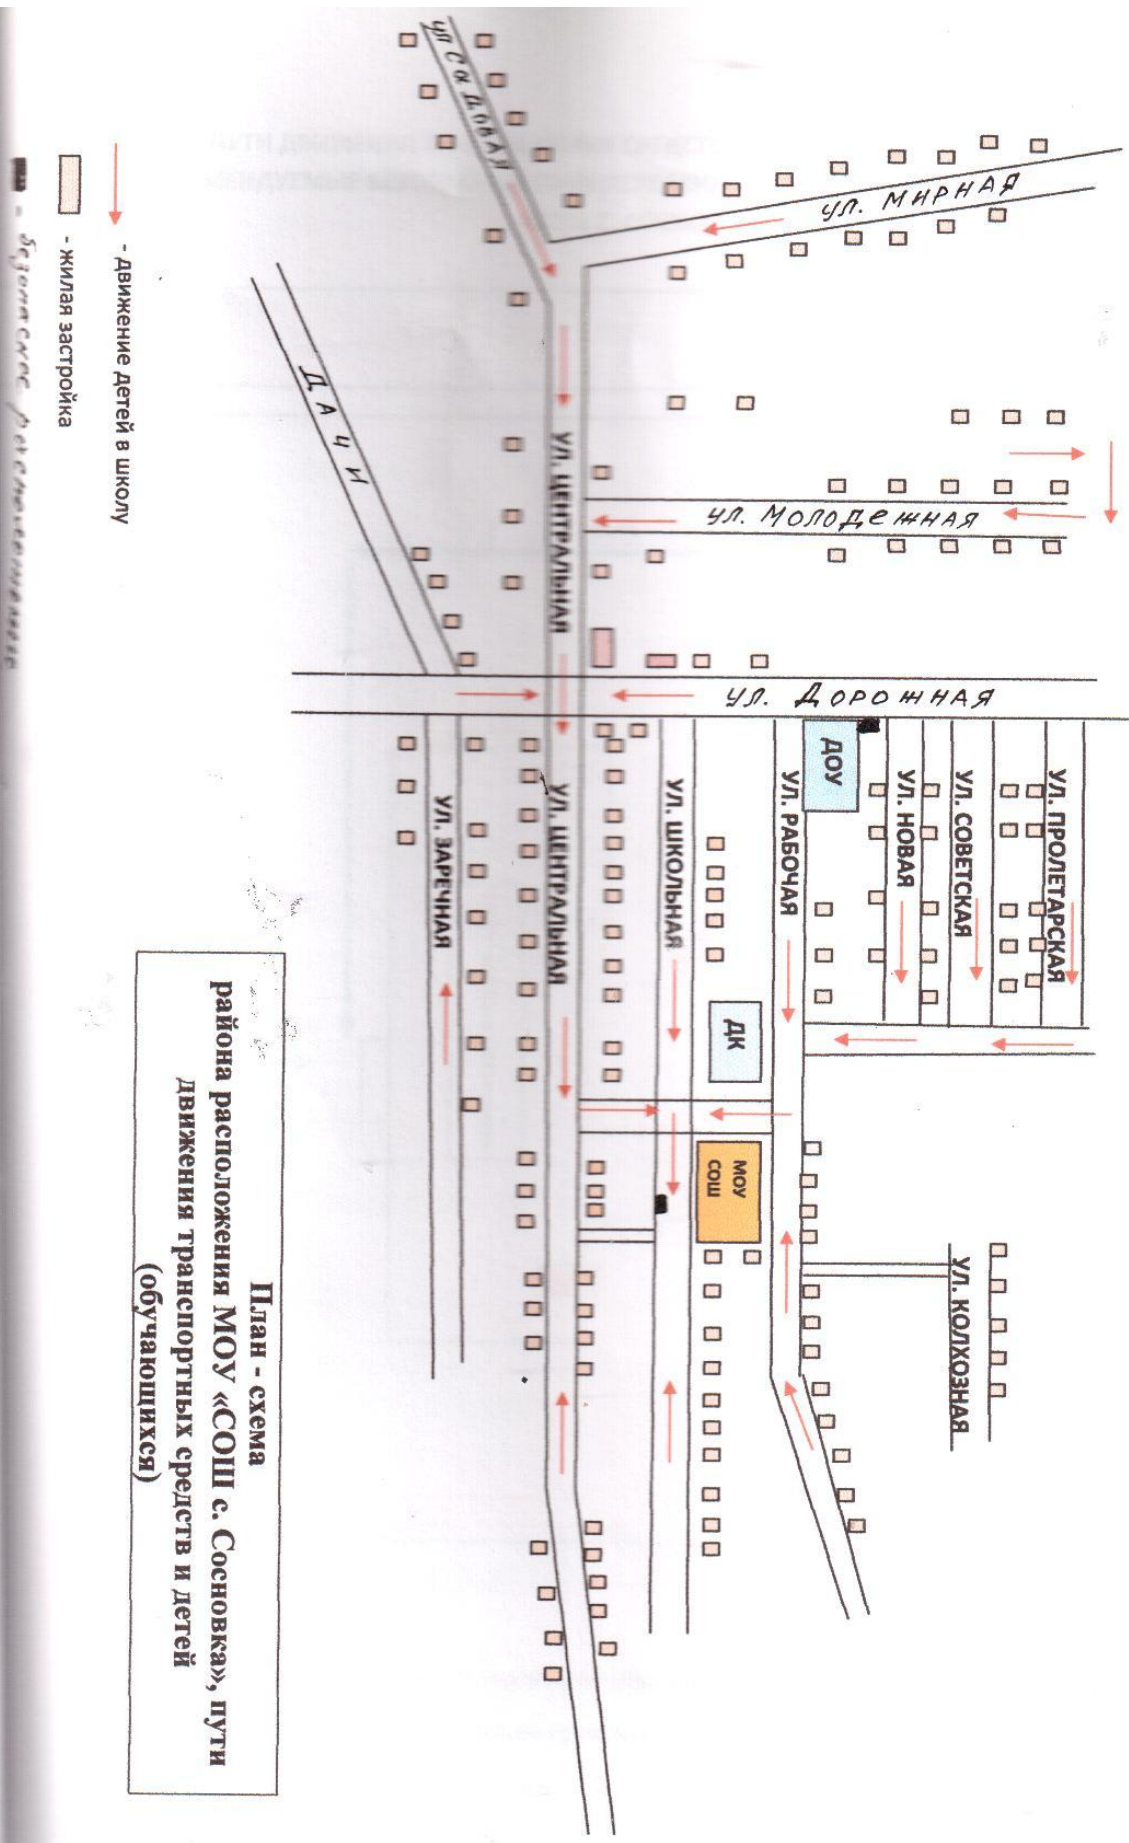 План - схема
района расположения МОУ «СОШ с. Сосновка», пути
движения транспортных средств и детей
(обучающихся)
ул. Мирная
ул Садовая
ДАЧИ
ул. Молодежная
ул. Дорожная
УЛ. ЦЕНТРАЛЬНАЯ
УЛ. ПРОЛЕТАРСКАЯ
УЛ. СОВЕТСКАЯ
УЛ. НОВАЯ
ДОУ
УЛ. РАБОЧАЯ
УЛ. ШКОЛЬНАЯ
УЛ. ЦЕНТРАЛЬНАЯ
УЛ. ЗАРЕЧНАЯ
ДК
МОУ
СОШ
УЛ. КОЛХОЗНАЯ
- движение детей в школу
- жилая застройка
- безопасное